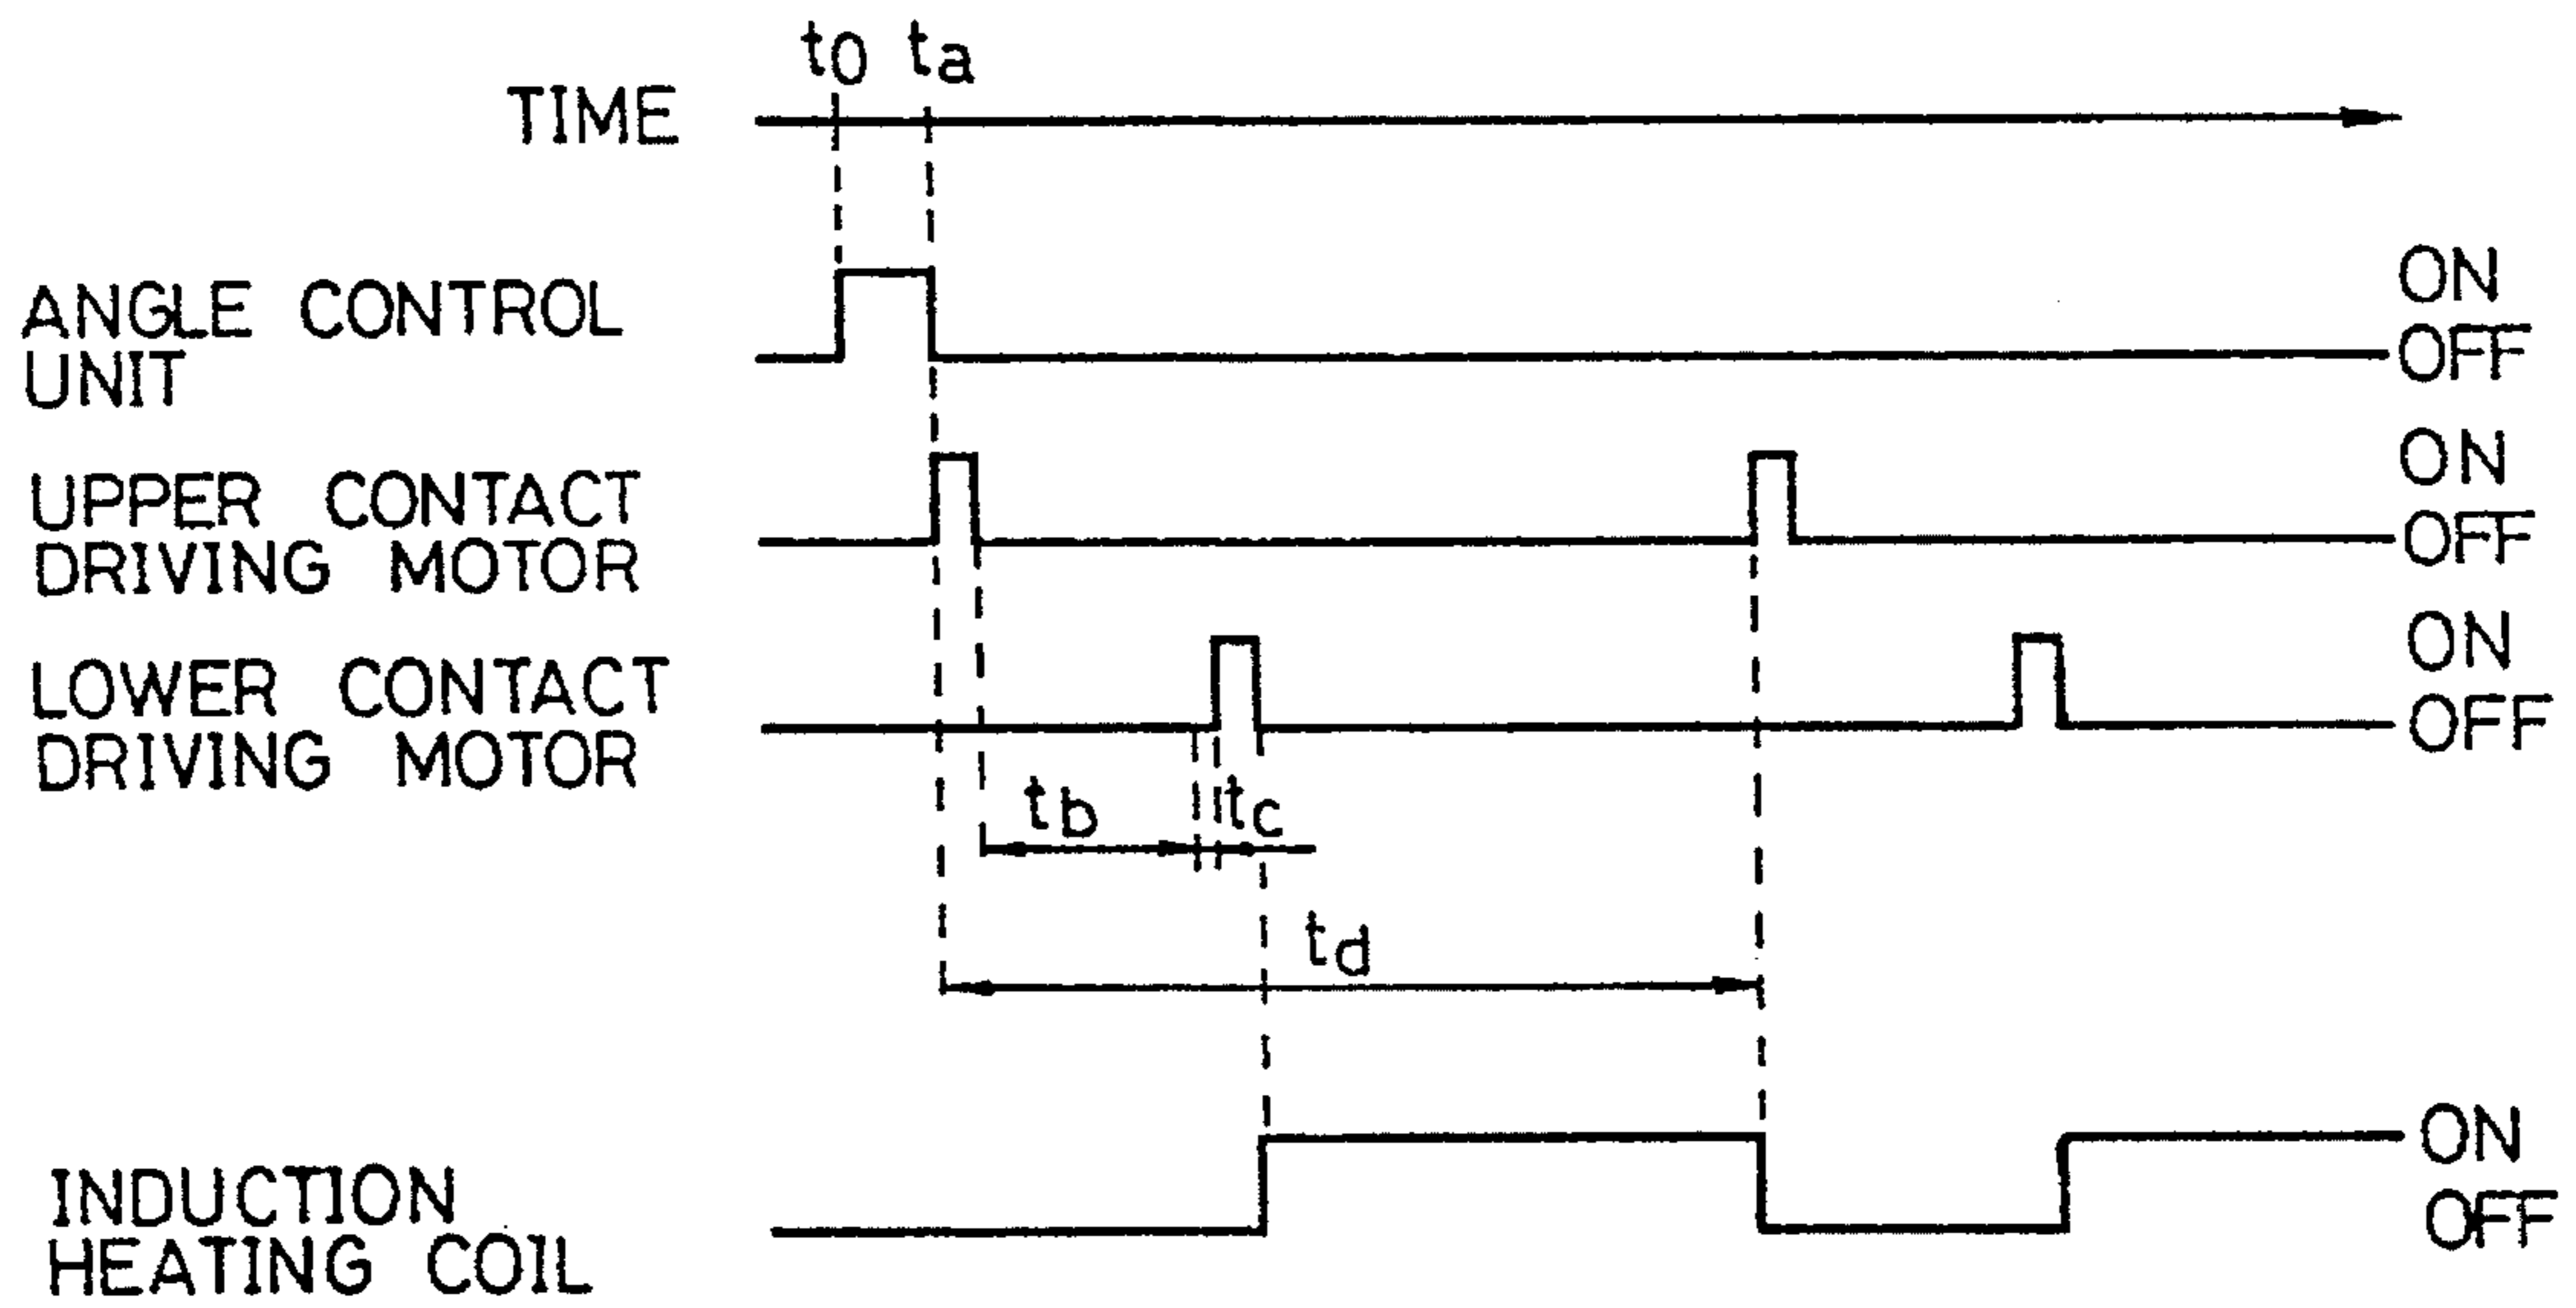 t0 ta
TIME
ANGLE CONTROL
UNIT
ON
OFF
UPPER CONTACT
DRIVING MOTOR
ON
OFF
LOWER CONTACT
DRIVING MOTOR
ON
OFF
tb tc
td
INDUCTION
HEATING COIL
ON
OFF